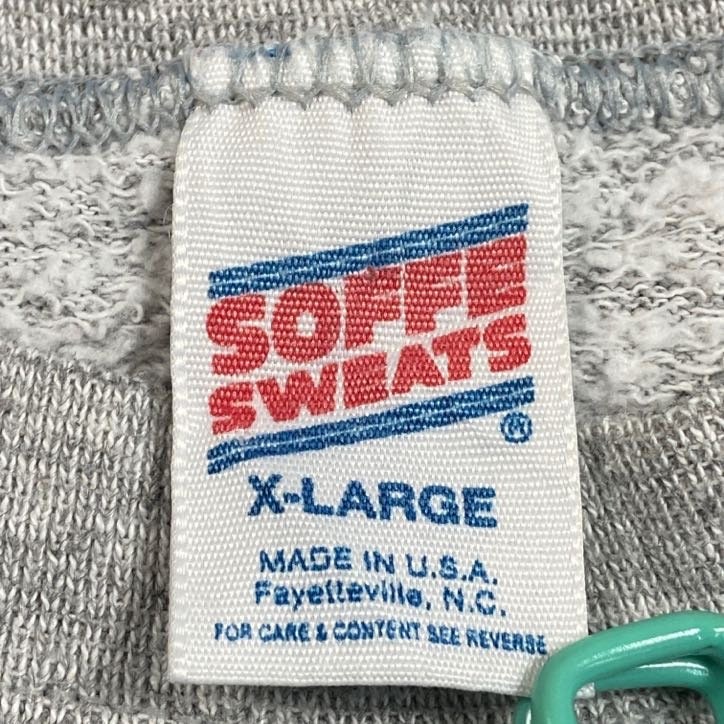 SOFFE
SWEATS
®
X-LARGE
MADE IN U.S.A.
Fayetteville, N.C.
FOR CARE & CONTENT SEE REVERSE